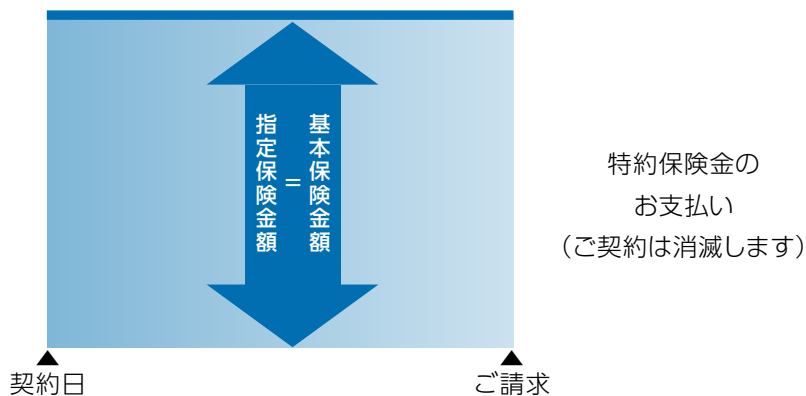 基本保険金額
=
指定保険金額
特約保険金の
お支払い
（ご契約は消滅します）
契約日
ご請求